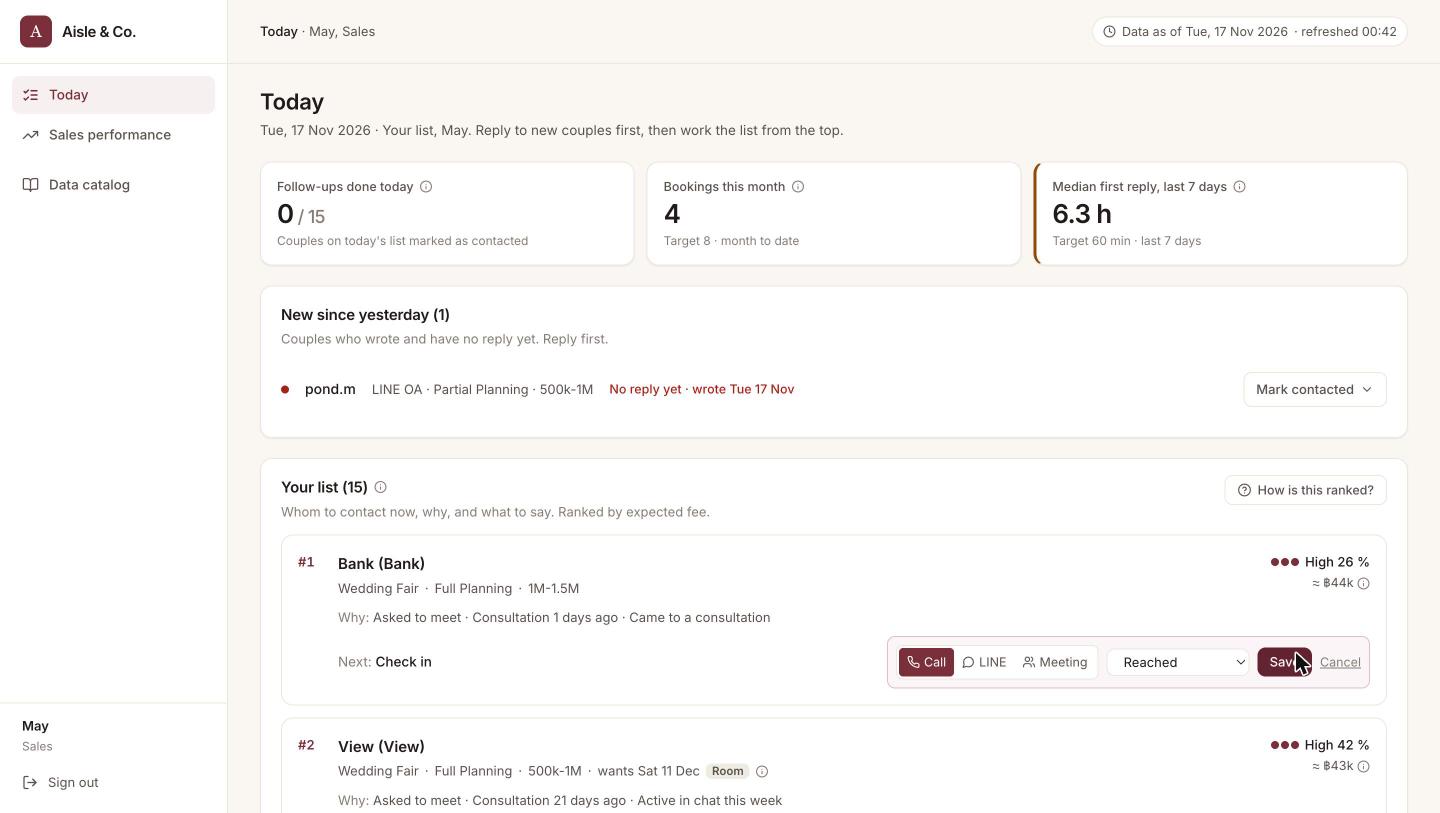 A Aisle & Co.
Today · May, Sales
Data as of Tue, 17 Nov 2026 · refreshed 00:42
Today
Sales performance
Data catalog
Today
Tue, 17 Nov 2026 · Your list, May. Reply to new couples first, then work the list from the top.
Follow-ups done today
0 / 15
Couples on today's list marked as contacted
Bookings this month
4
Target 8 · month to date
Median first reply, last 7 days
6.3 h
Target 60 min · last 7 days
New since yesterday (1)
Couples who wrote and have no reply yet. Reply first.
pond.m LINE OA · Partial Planning · 500k-1M No reply yet · wrote Tue 17 Nov Mark contacted
Your list (15)
How is this ranked?
Whom to contact now, why, and what to say. Ranked by expected fee.
#1 Bank (Bank) High 26 %
Wedding Fair · Full Planning · 1M-1.5M ≈ ฿44k
Why: Asked to meet · Consultation 1 days ago · Came to a consultation
Next: Check in Call LINE Meeting Reached Cancel
#2 View (View) High 42 %
Wedding Fair · Full Planning · 500k-1M · wants Sat 11 Dec Room ≈ ฿43k
Why: Asked to meet · Consultation 21 days ago · Active in chat this week
May
Sales
Sign out